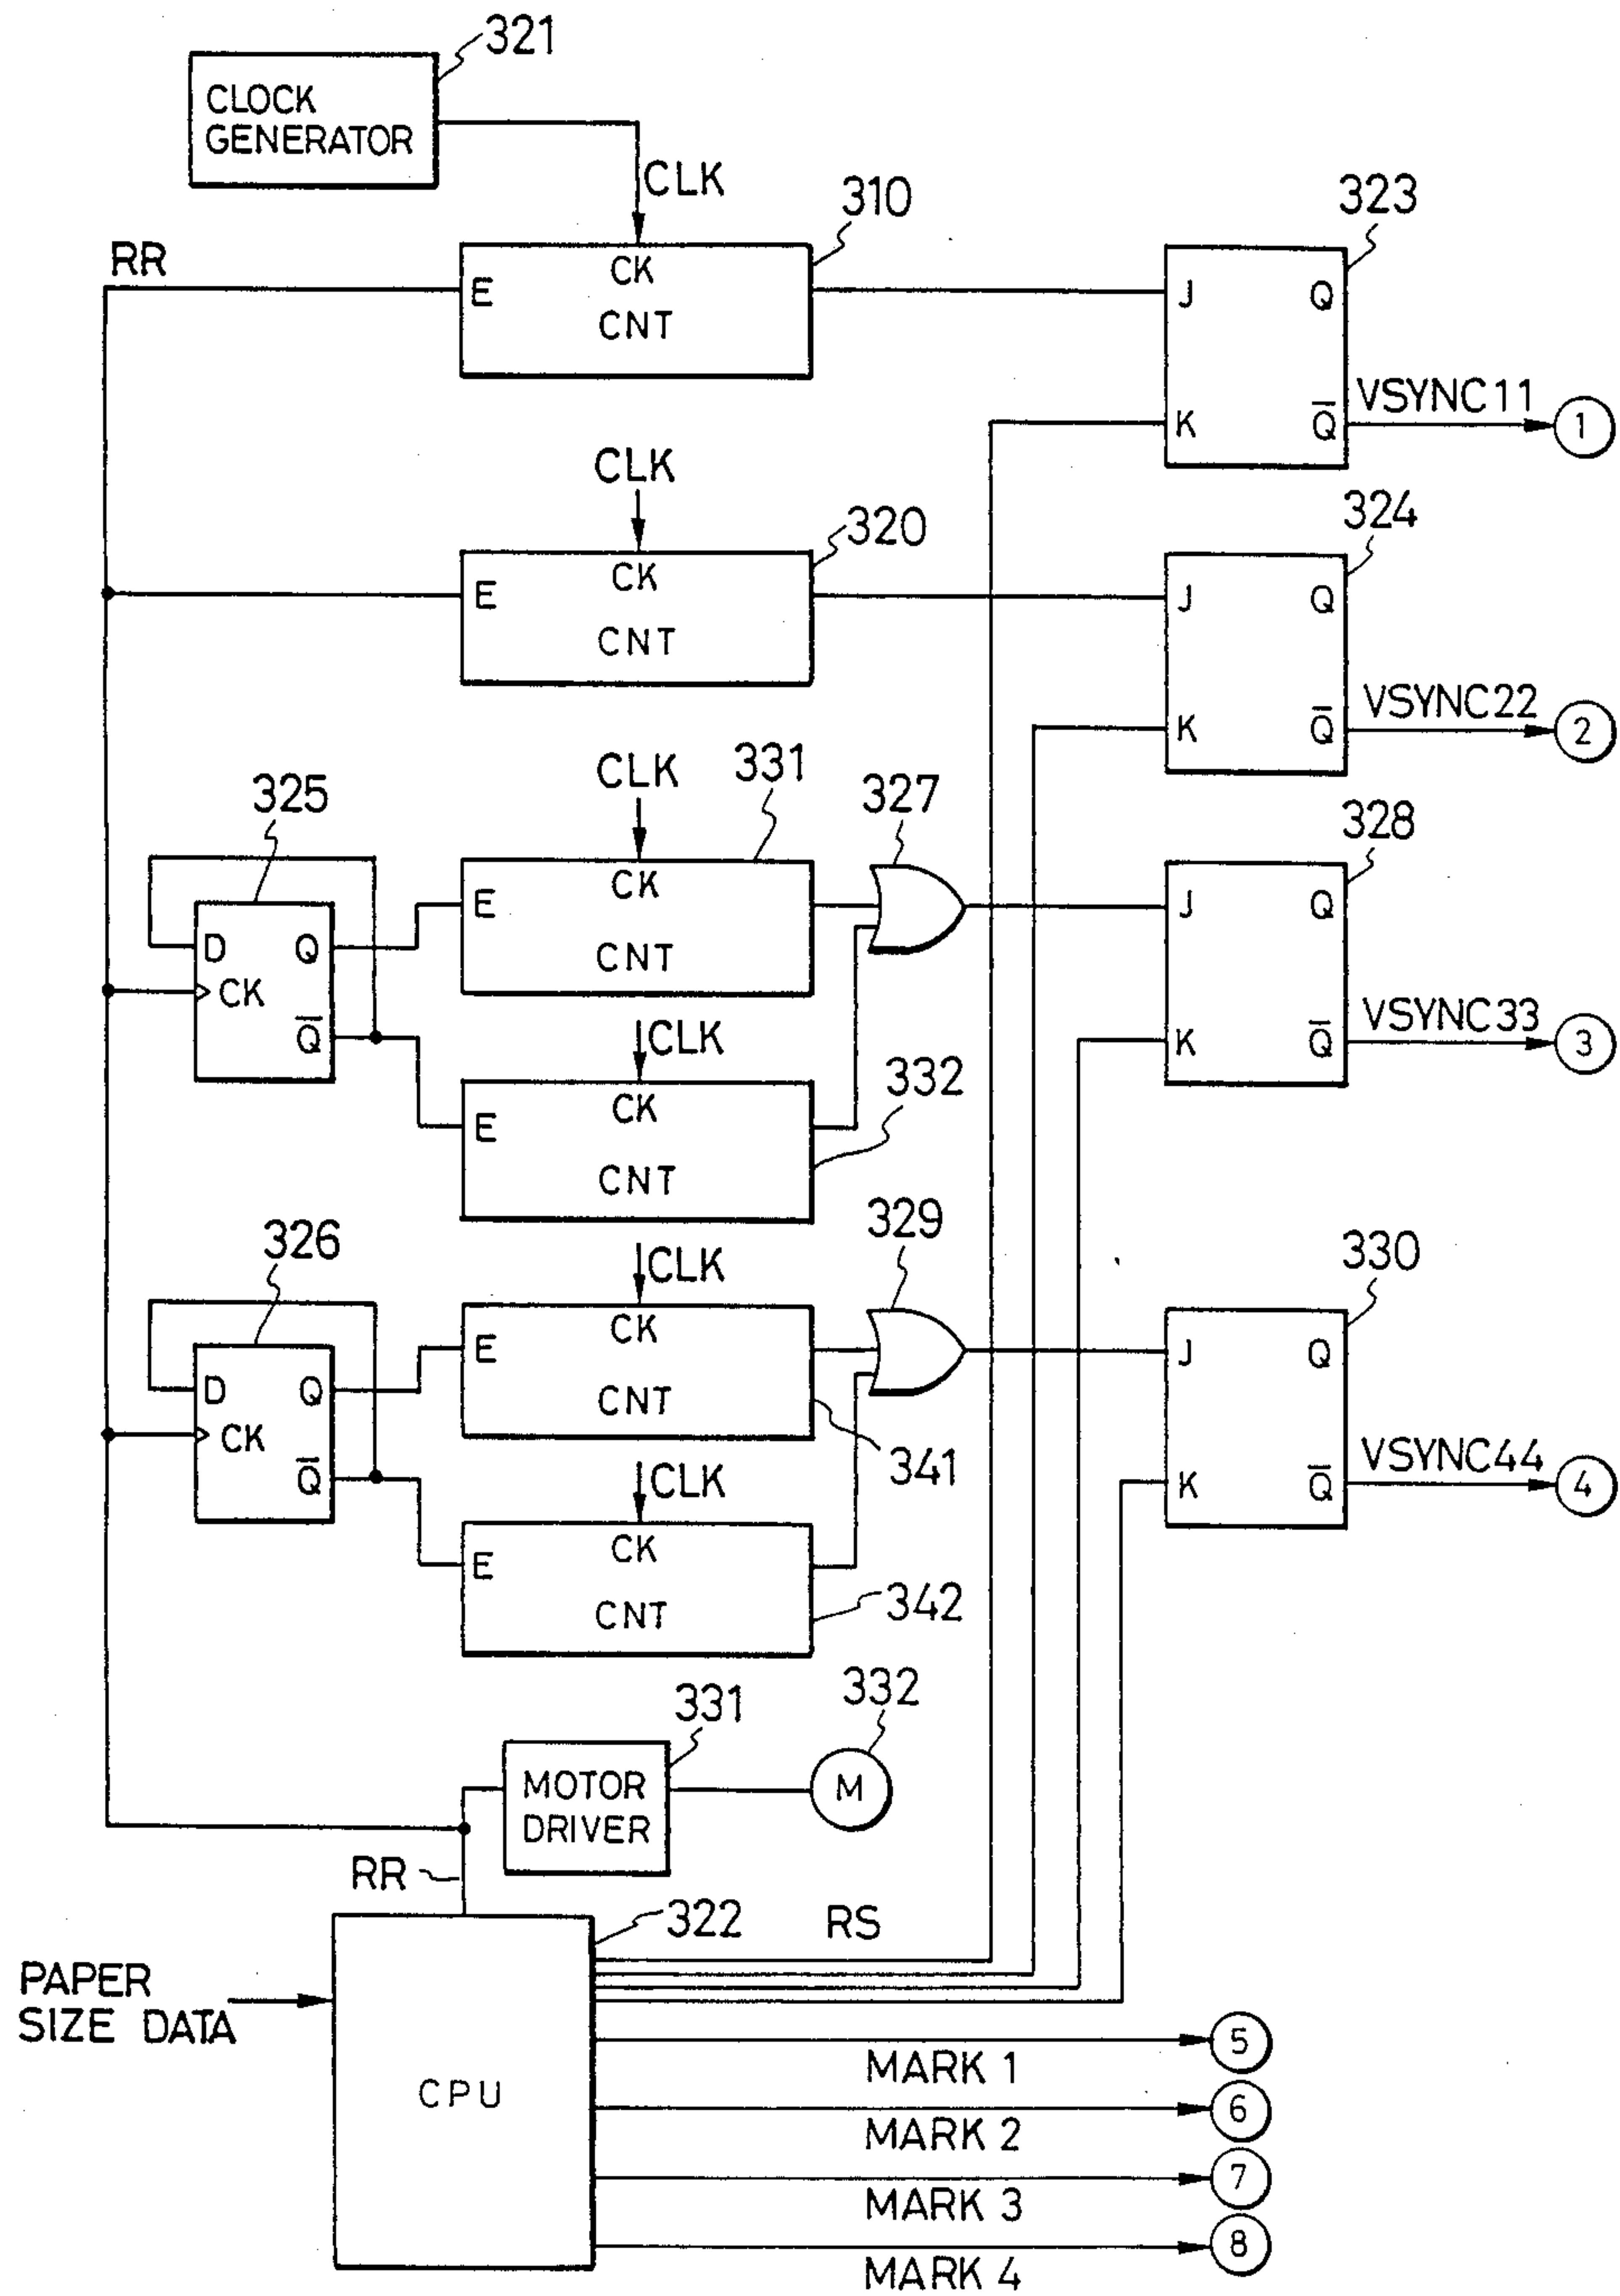 321
CLOCK
GENERATOR
CLK
310
323
RR
E
CK
CNT
J
Q
K
Q̅
VSYNC11
1
CLK
320
324
E
CK
CNT
J
Q
K
Q̅
VSYNC22
2
CLK
331
327
325
328
E
CK
CNT
J
Q
D
Q
CK
Q̅
CLK
K
Q̅
VSYNC33
3
332
E
CK
CNT
326
CLK
329
330
E
CK
CNT
J
Q
D
Q
CK
Q̅
341
CLK
K
Q̅
VSYNC44
4
E
CK
CNT
342
331
332
MOTOR
DRIVER
M
RR
322
RS
PAPER
SIZE DATA
CPU
5
MARK 1
6
MARK 2
7
MARK 3
8
MARK 4